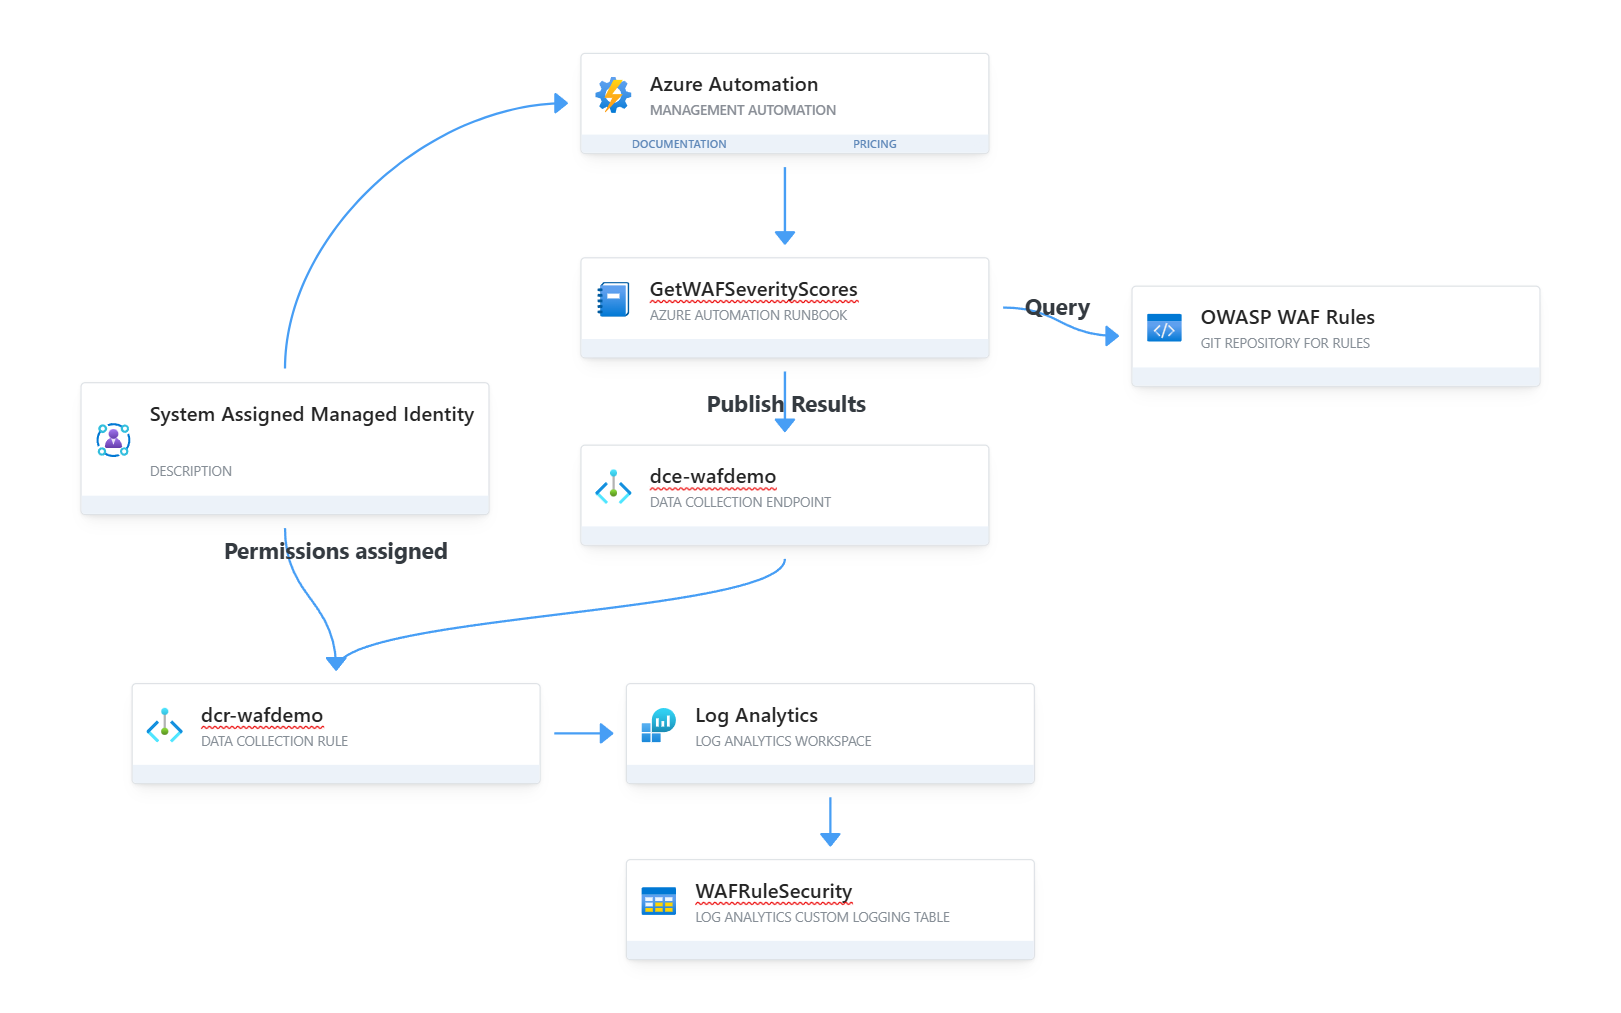 Azure Automation
MANAGEMENT AUTOMATION
DOCUMENTATION
PRICING
GetWAFSeverityScores
AZURE AUTOMATION RUNBOOK
Query
OWASP WAF Rules
GIT REPOSITORY FOR RULES
Publish Results
System Assigned Managed Identity
DESCRIPTION
dce-wafdemo
DATA COLLECTION ENDPOINT
Permissions assigned
dcr-wafdemo
DATA COLLECTION RULE
Log Analytics
LOG ANALYTICS WORKSPACE
WAFRuleSecurity
LOG ANALYTICS CUSTOM LOGGING TABLE